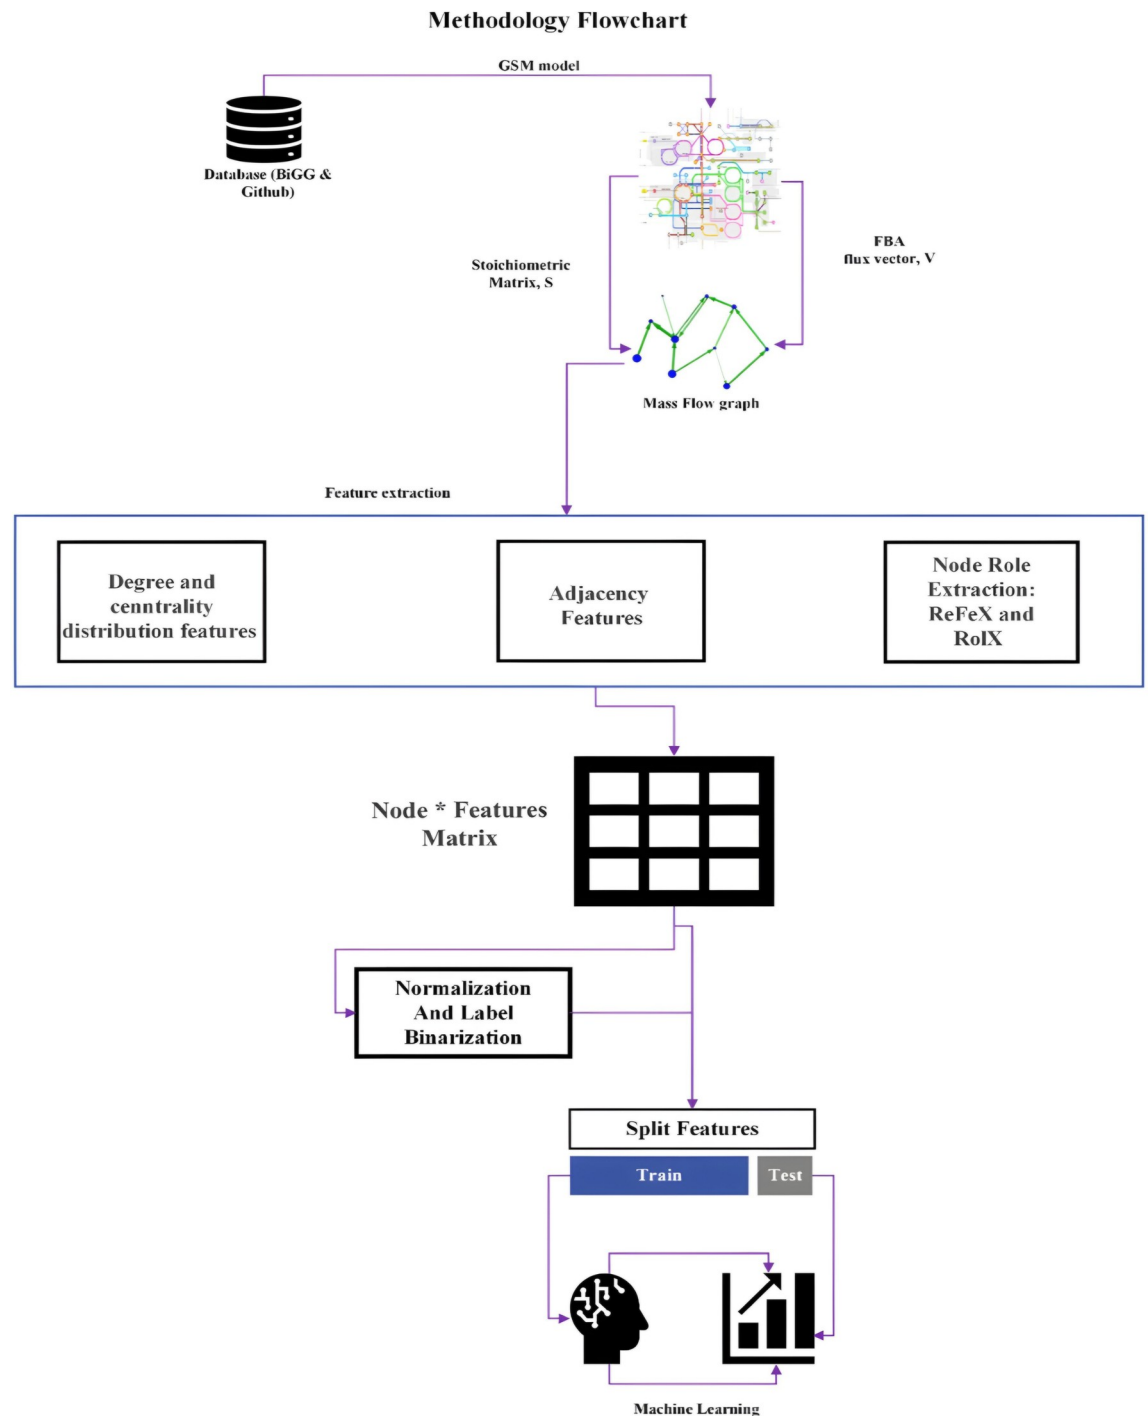 Methodology Flowchart
GSM model
Database (BiGG &
Github)
Stoichiometric
Matrix, S
FBA
flux vector, V
Mass Flow graph
Feature extraction
Degree and
cenntrality
distribution features
Adjacency
Features
Node Role
Extraction:
ReFeX and
RolX
Node * Features
Matrix
Normalization
And Label
Binarization
Split Features
Train
Test
Machine Learning